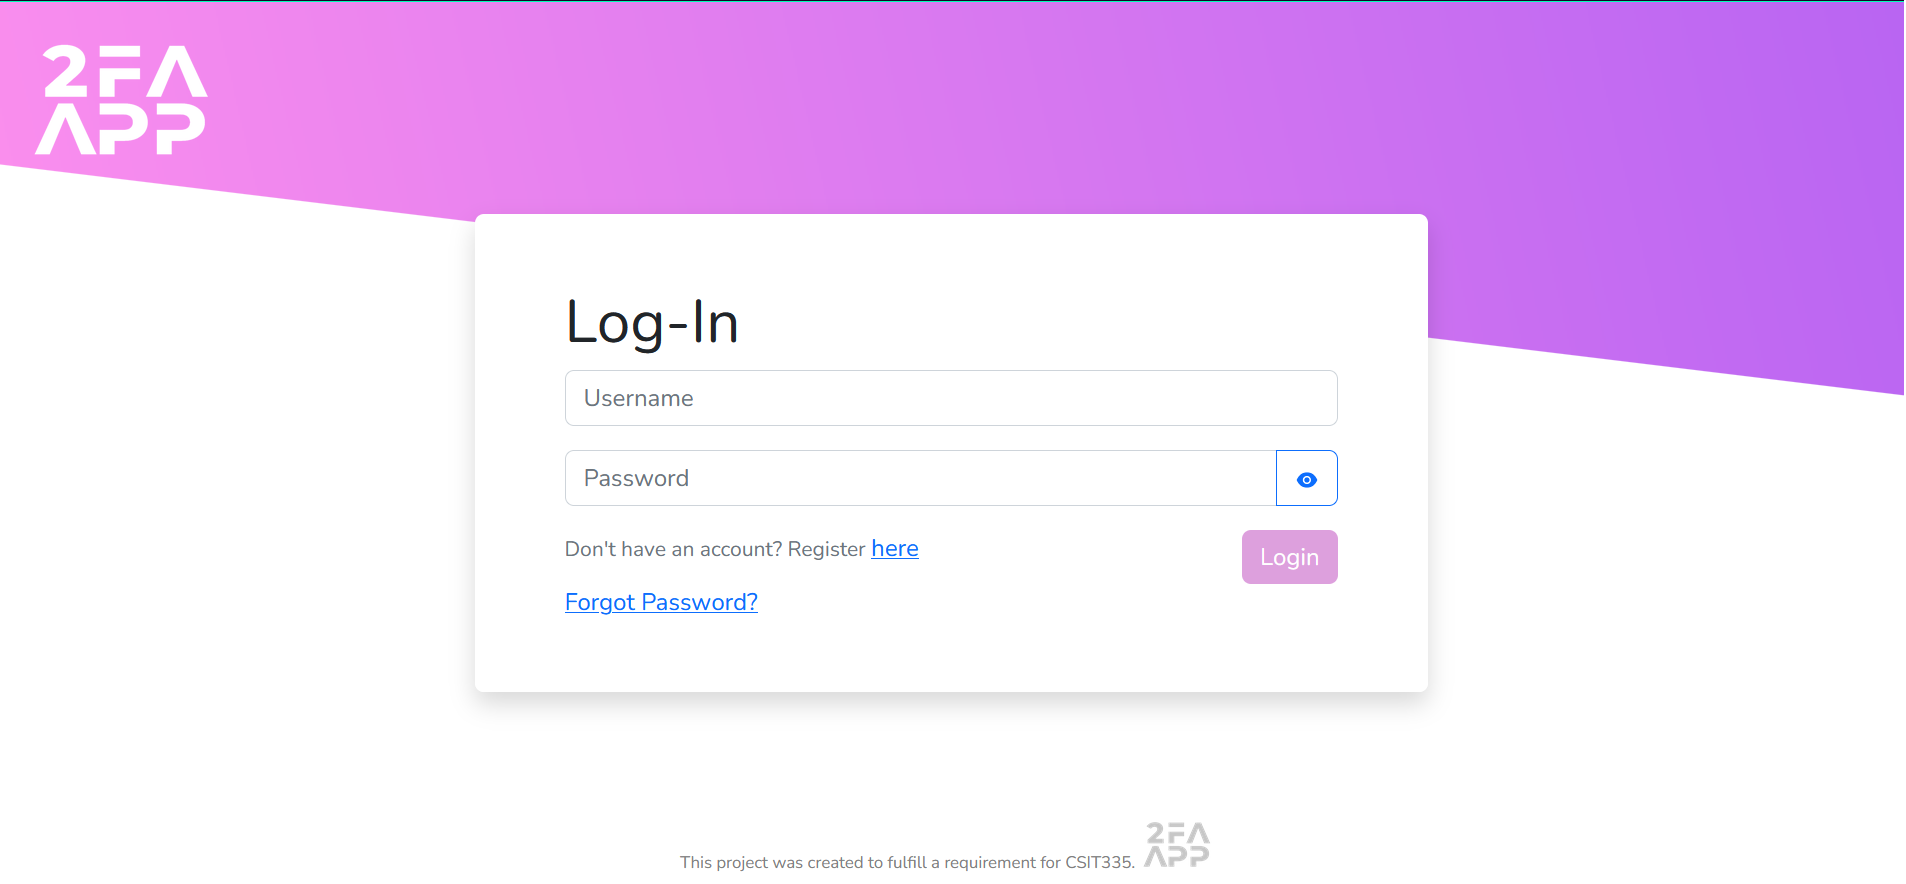 2FA
APP
Log-In
Username
Password
Don't have an account? Register here
Login
Forgot Password?
This project was created to fulfill a requirement for CSIT335.
2FA
APP